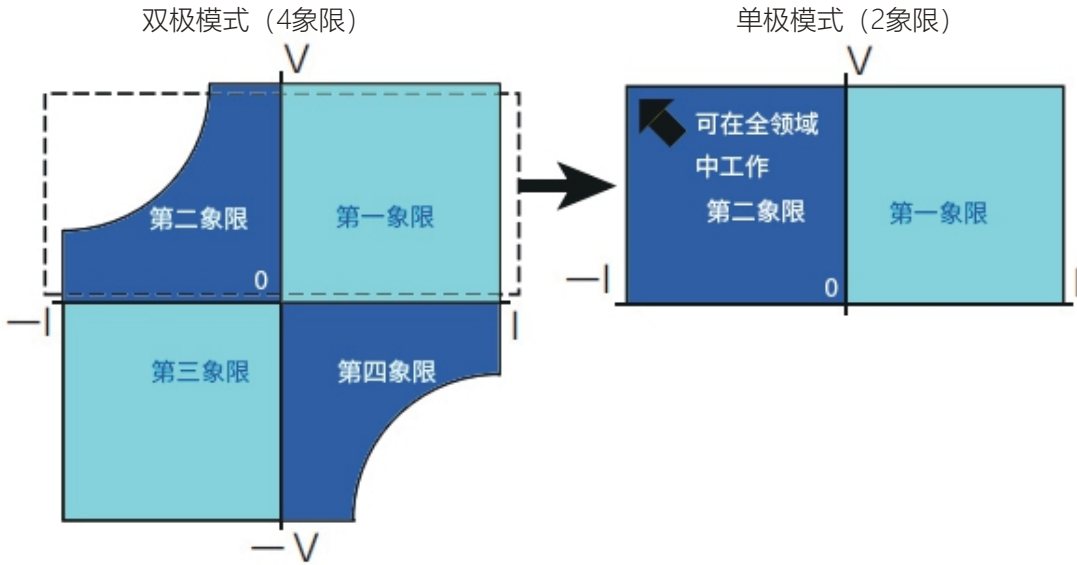 双极模式（4象限）
V
第二象限
第一象限
0
—I
I
第三象限
第四象限
— V
单极模式（2象限）
V
可在全领域
中工作
第二象限
第一象限
—I
0
I